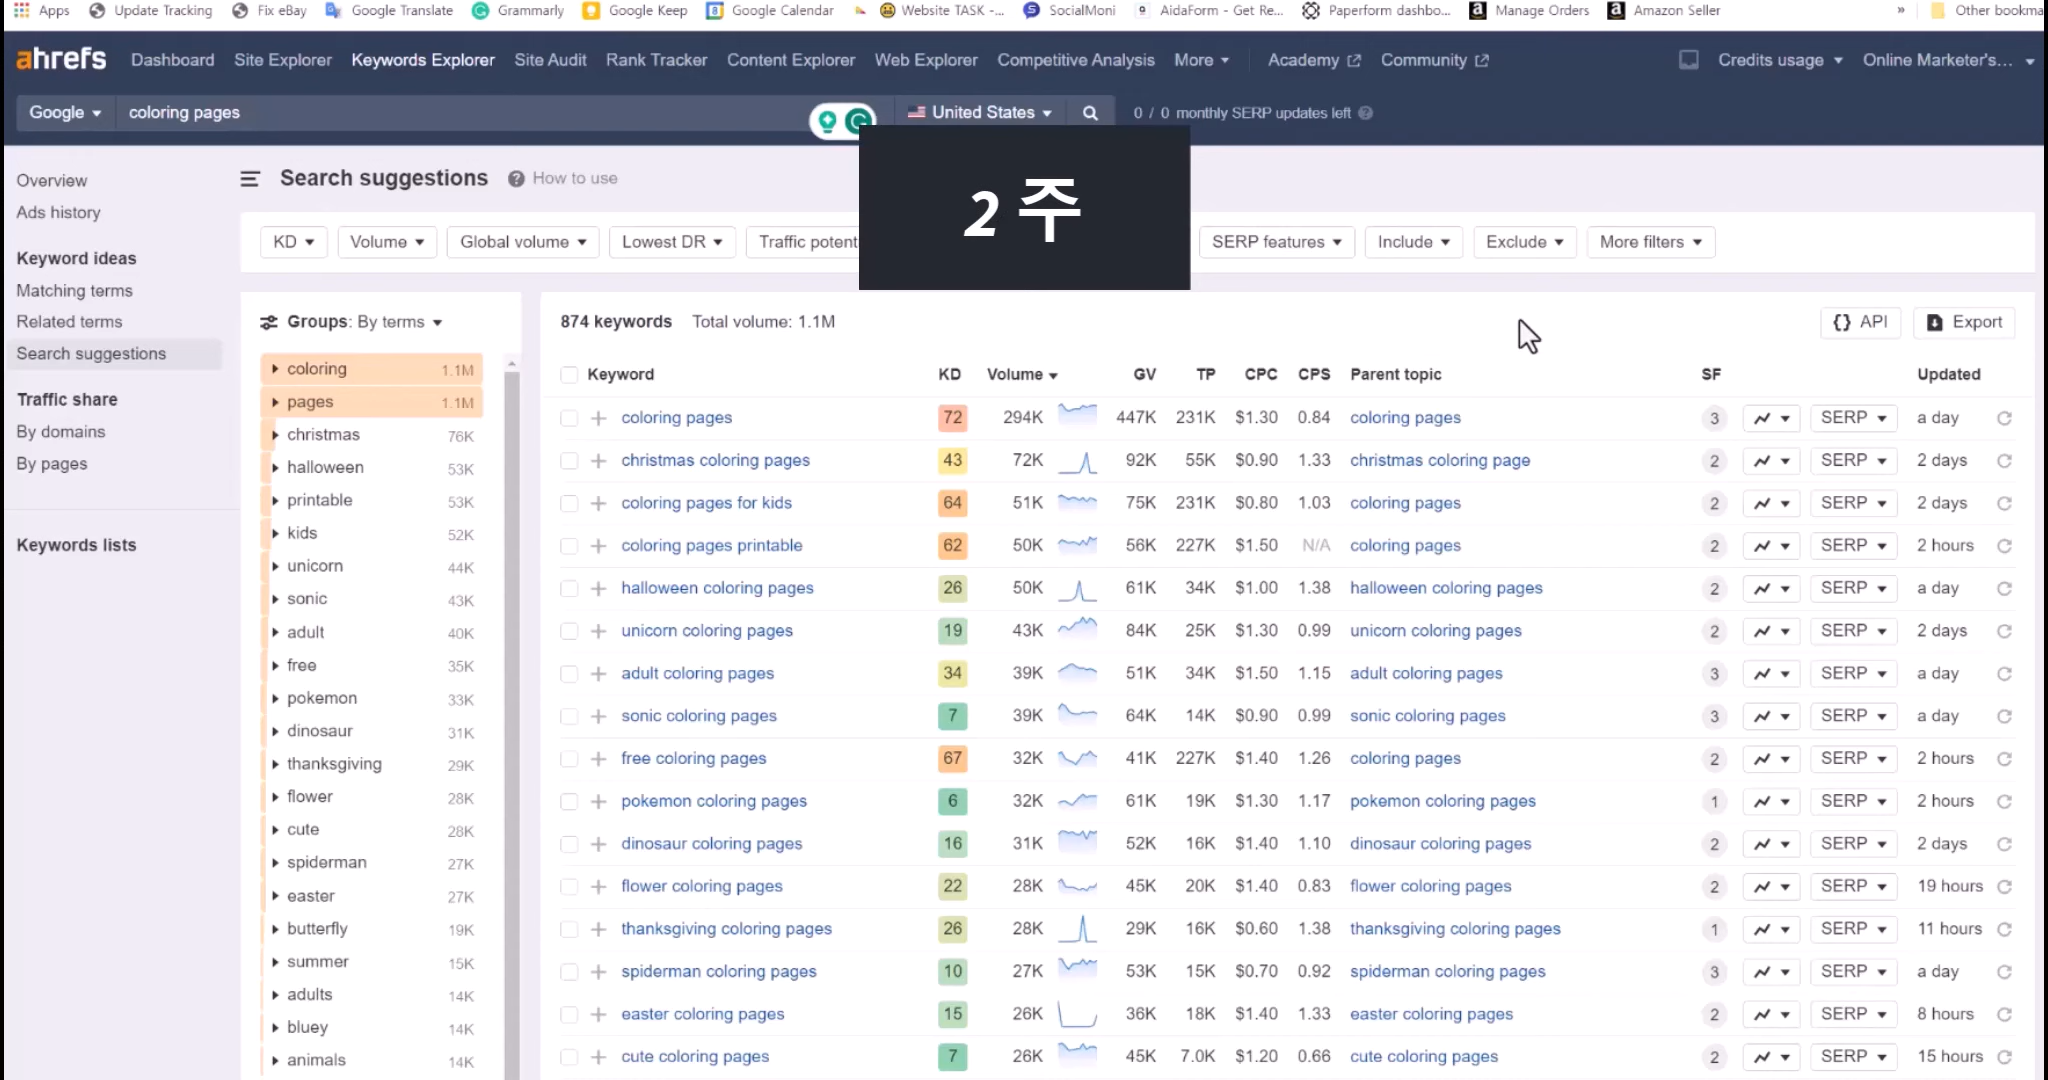 Apps Update Tracking Fix eBay Google Translate Grammarly Google Keep Google Calendar Website TASK -... SocialMoni AidaForm - Get Re... Paperform dashbo... Manage Orders Amazon Seller » Other bookma
ahrefs Dashboard Site Explorer Keywords Explorer Site Audit Rank Tracker Content Explorer Web Explorer Competitive Analysis More Academy Community Credits usage Online Marketer's...
Google coloring pages United States 0 / 0 monthly SERP updates left
2 주
Overview
Ads history
Keyword ideas
Matching terms
Related terms
Search suggestions
Traffic share
By domains
By pages
Keywords lists
Search suggestions How to use
KD Volume Global volume Lowest DR Traffic potent SERP features Include Exclude More filters
Groups: By terms
coloring 1.1M
pages 1.1M
christmas 76K
halloween 53K
printable 53K
kids 52K
unicorn 44K
sonic 43K
adult 40K
free 35K
pokemon 33K
dinosaur 31K
thanksgiving 29K
flower 28K
cute 28K
spiderman 27K
easter 27K
butterfly 19K
summer 15K
adults 14K
bluey 14K
animals 14K
874 keywords Total volume: 1.1M API Export
Keyword KD Volume GV TP CPC CPS Parent topic SF Updated
coloring pages 72 294K 447K 231K $1.30 0.84 coloring pages 3 SERP a day
christmas coloring pages 43 72K 92K 55K $0.90 1.33 christmas coloring page 2 SERP 2 days
coloring pages for kids 64 51K 75K 231K $0.80 1.03 coloring pages 2 SERP 2 days
coloring pages printable 62 50K 56K 227K $1.50 N/A coloring pages 2 SERP 2 hours
halloween coloring pages 26 50K 61K 34K $1.00 1.38 halloween coloring pages 2 SERP a day
unicorn coloring pages 19 43K 84K 25K $1.30 0.99 unicorn coloring pages 2 SERP 2 days
adult coloring pages 34 39K 51K 34K $1.50 1.15 adult coloring pages 3 SERP a day
sonic coloring pages 7 39K 64K 14K $0.90 0.99 sonic coloring pages 3 SERP a day
free coloring pages 67 32K 41K 227K $1.40 1.26 coloring pages 2 SERP 2 hours
pokemon coloring pages 6 32K 61K 19K $1.30 1.17 pokemon coloring pages 1 SERP 2 hours
dinosaur coloring pages 16 31K 52K 16K $1.40 1.10 dinosaur coloring pages 2 SERP 2 days
flower coloring pages 22 28K 45K 20K $1.40 0.83 flower coloring pages 2 SERP 19 hours
thanksgiving coloring pages 26 28K 29K 16K $0.60 1.38 thanksgiving coloring pages 1 SERP 11 hours
spiderman coloring pages 10 27K 53K 15K $0.70 0.92 spiderman coloring pages 3 SERP a day
easter coloring pages 15 26K 36K 18K $1.40 1.33 easter coloring pages 2 SERP 8 hours
cute coloring pages 7 26K 45K 7.0K $1.20 0.66 cute coloring pages 2 SERP 15 hours